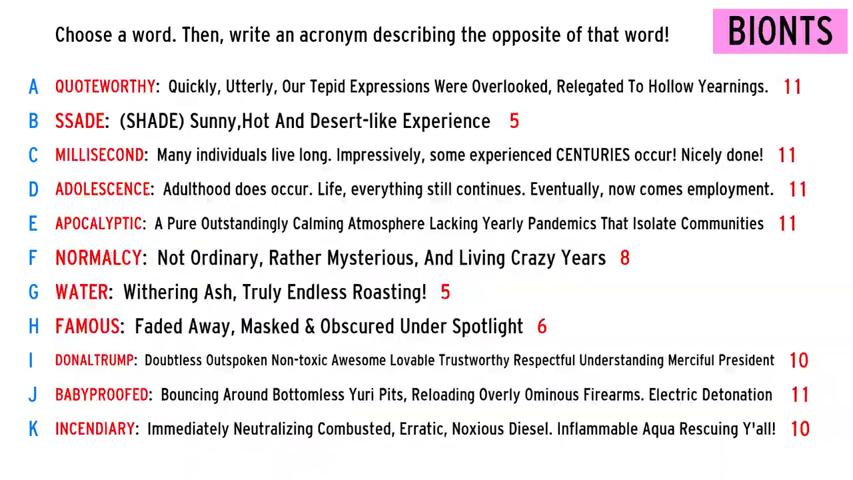 Choose a word. Then, write an acronym describing the opposite of that word!
BIONTS
A QUOTEWORTHY: Quickly, Utterly, Our Tepid Expressions Were Overlooked, Relegated To Hollow Yearnings. 11
B SSADE: (SHADE) Sunny,Hot And Desert-like Experience 5
C MILLISECOND: Many individuals live long. Impressively, some experienced CENTURIES occur! Nicely done! 11
D ADOLESCENCE: Adulthood does occur. Life, everything still continues. Eventually, now comes employment. 11
E APOCALYPTIC: A Pure Outstandingly Calming Atmosphere Lacking Yearly Pandemics That Isolate Communities 11
F NORMALCY: Not Ordinary, Rather Mysterious, And Living Crazy Years 8
G WATER: Withering Ash, Truly Endless Roasting! 5
H FAMOUS: Faded Away, Masked & Obscured Under Spotlight 6
I DONALTRUMP: Doubtless Outspoken Non-toxic Awesome Lovable Trustworthy Respectful Understanding Merciful President 10
J BABYPROOFED: Bouncing Around Bottomless Yuri Pits, Reloading Overly Ominous Firearms. Electric Detonation 11
K INCENDIARY: Immediately Neutralizing Combusted, Erratic, Noxious Diesel. Inflammable Aqua Rescuing Y'all! 10